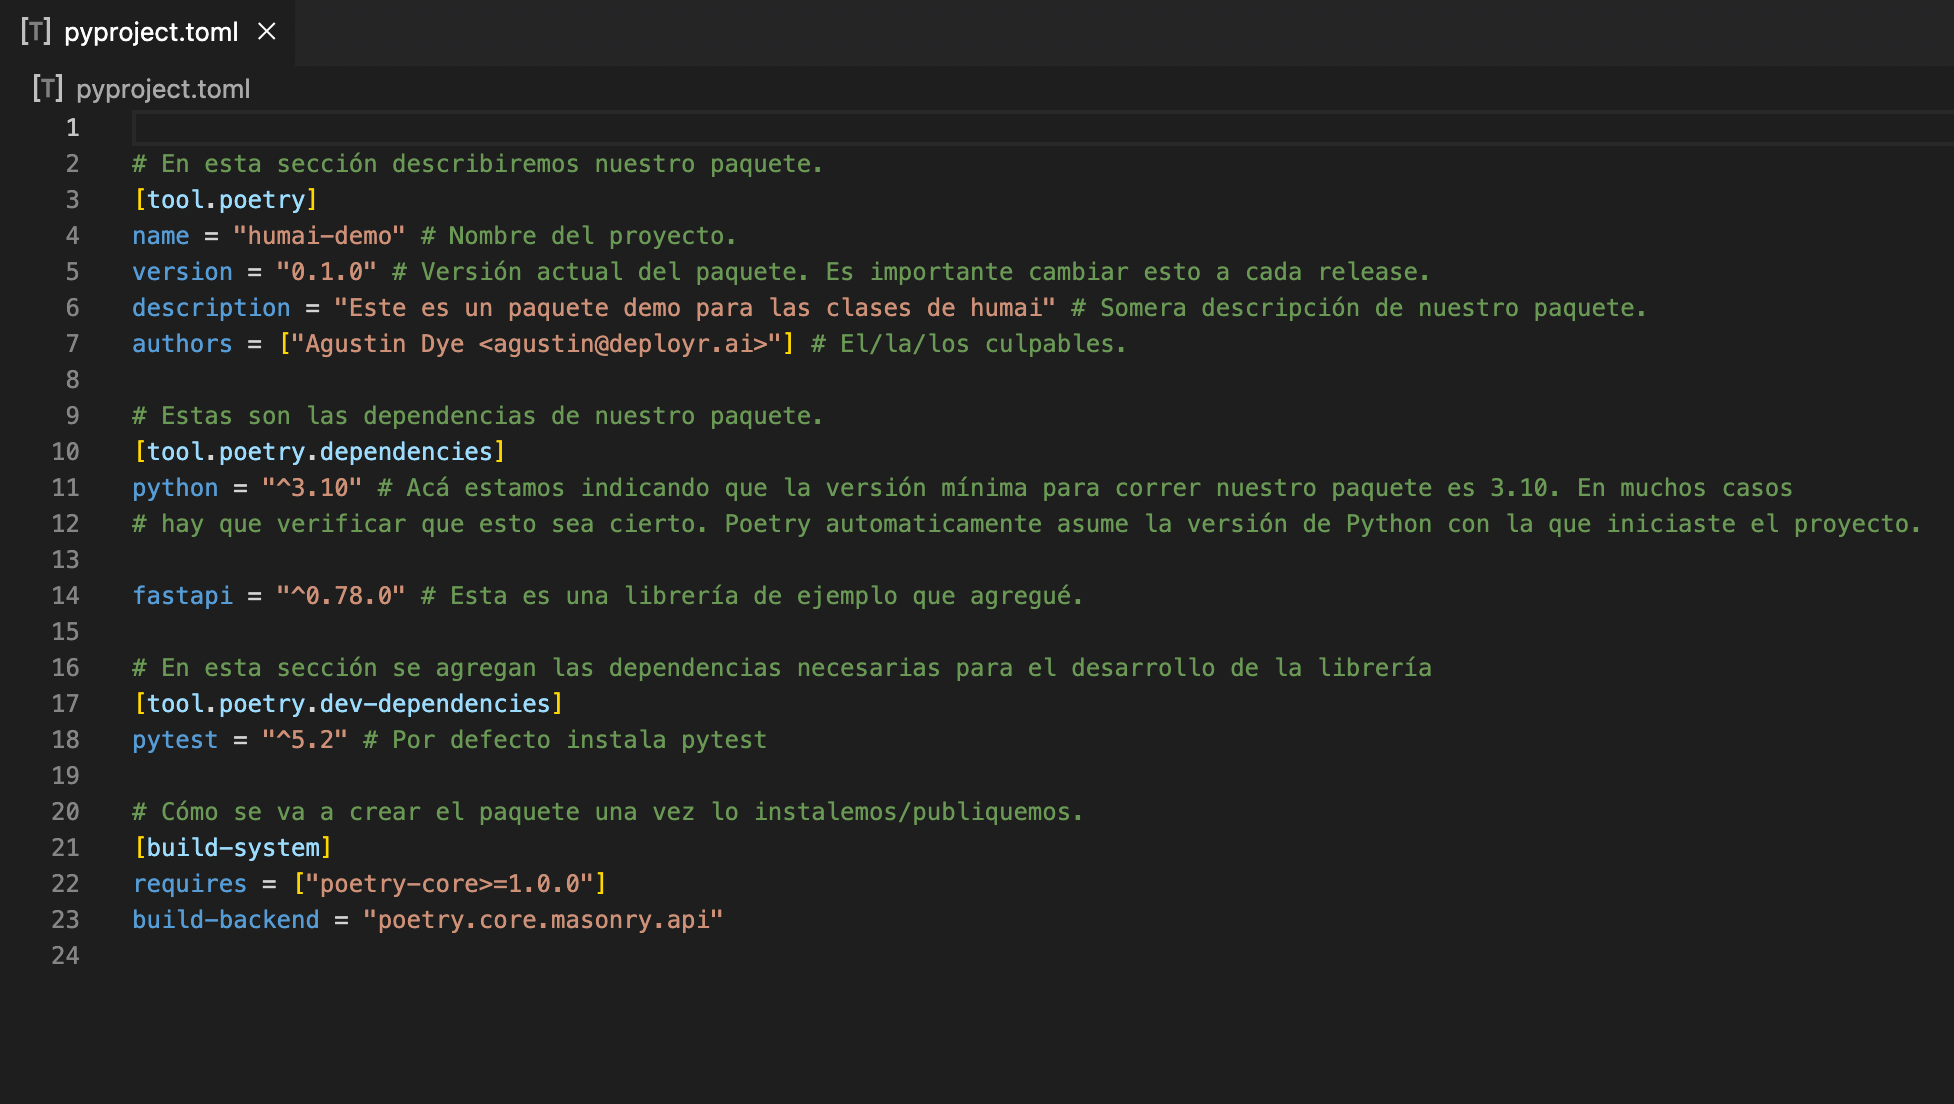 [T] pyproject.toml ×
[T] pyproject.toml
1
2 # En esta sección describiremos nuestro paquete.
3 [tool.poetry]
4 name = "humai-demo" # Nombre del proyecto.
5 version = "0.1.0" # Versión actual del paquete. Es importante cambiar esto a cada release.
6 description = "Este es un paquete demo para las clases de humai" # Somera descripción de nuestro paquete.
7 authors = ["Agustin Dye <agustin@deployr.ai>"] # El/la/los culpables.
8
9 # Estas son las dependencias de nuestro paquete.
10 [tool.poetry.dependencies]
11 python = "^3.10" # Acá estamos indicando que la versión mínima para correr nuestro paquete es 3.10. En muchos casos
12 # hay que verificar que esto sea cierto. Poetry automaticamente asume la versión de Python con la que iniciaste el proyecto.
13
14 fastapi = "^0.78.0" # Esta es una librería de ejemplo que agregué.
15
16 # En esta sección se agregan las dependencias necesarias para el desarrollo de la librería
17 [tool.poetry.dev-dependencies]
18 pytest = "^5.2" # Por defecto instala pytest
19
20 # Cómo se va a crear el paquete una vez lo instalemos/publiquemos.
21 [build-system]
22 requires = ["poetry-core>=1.0.0"]
23 build-backend = "poetry.core.masonry.api"
24